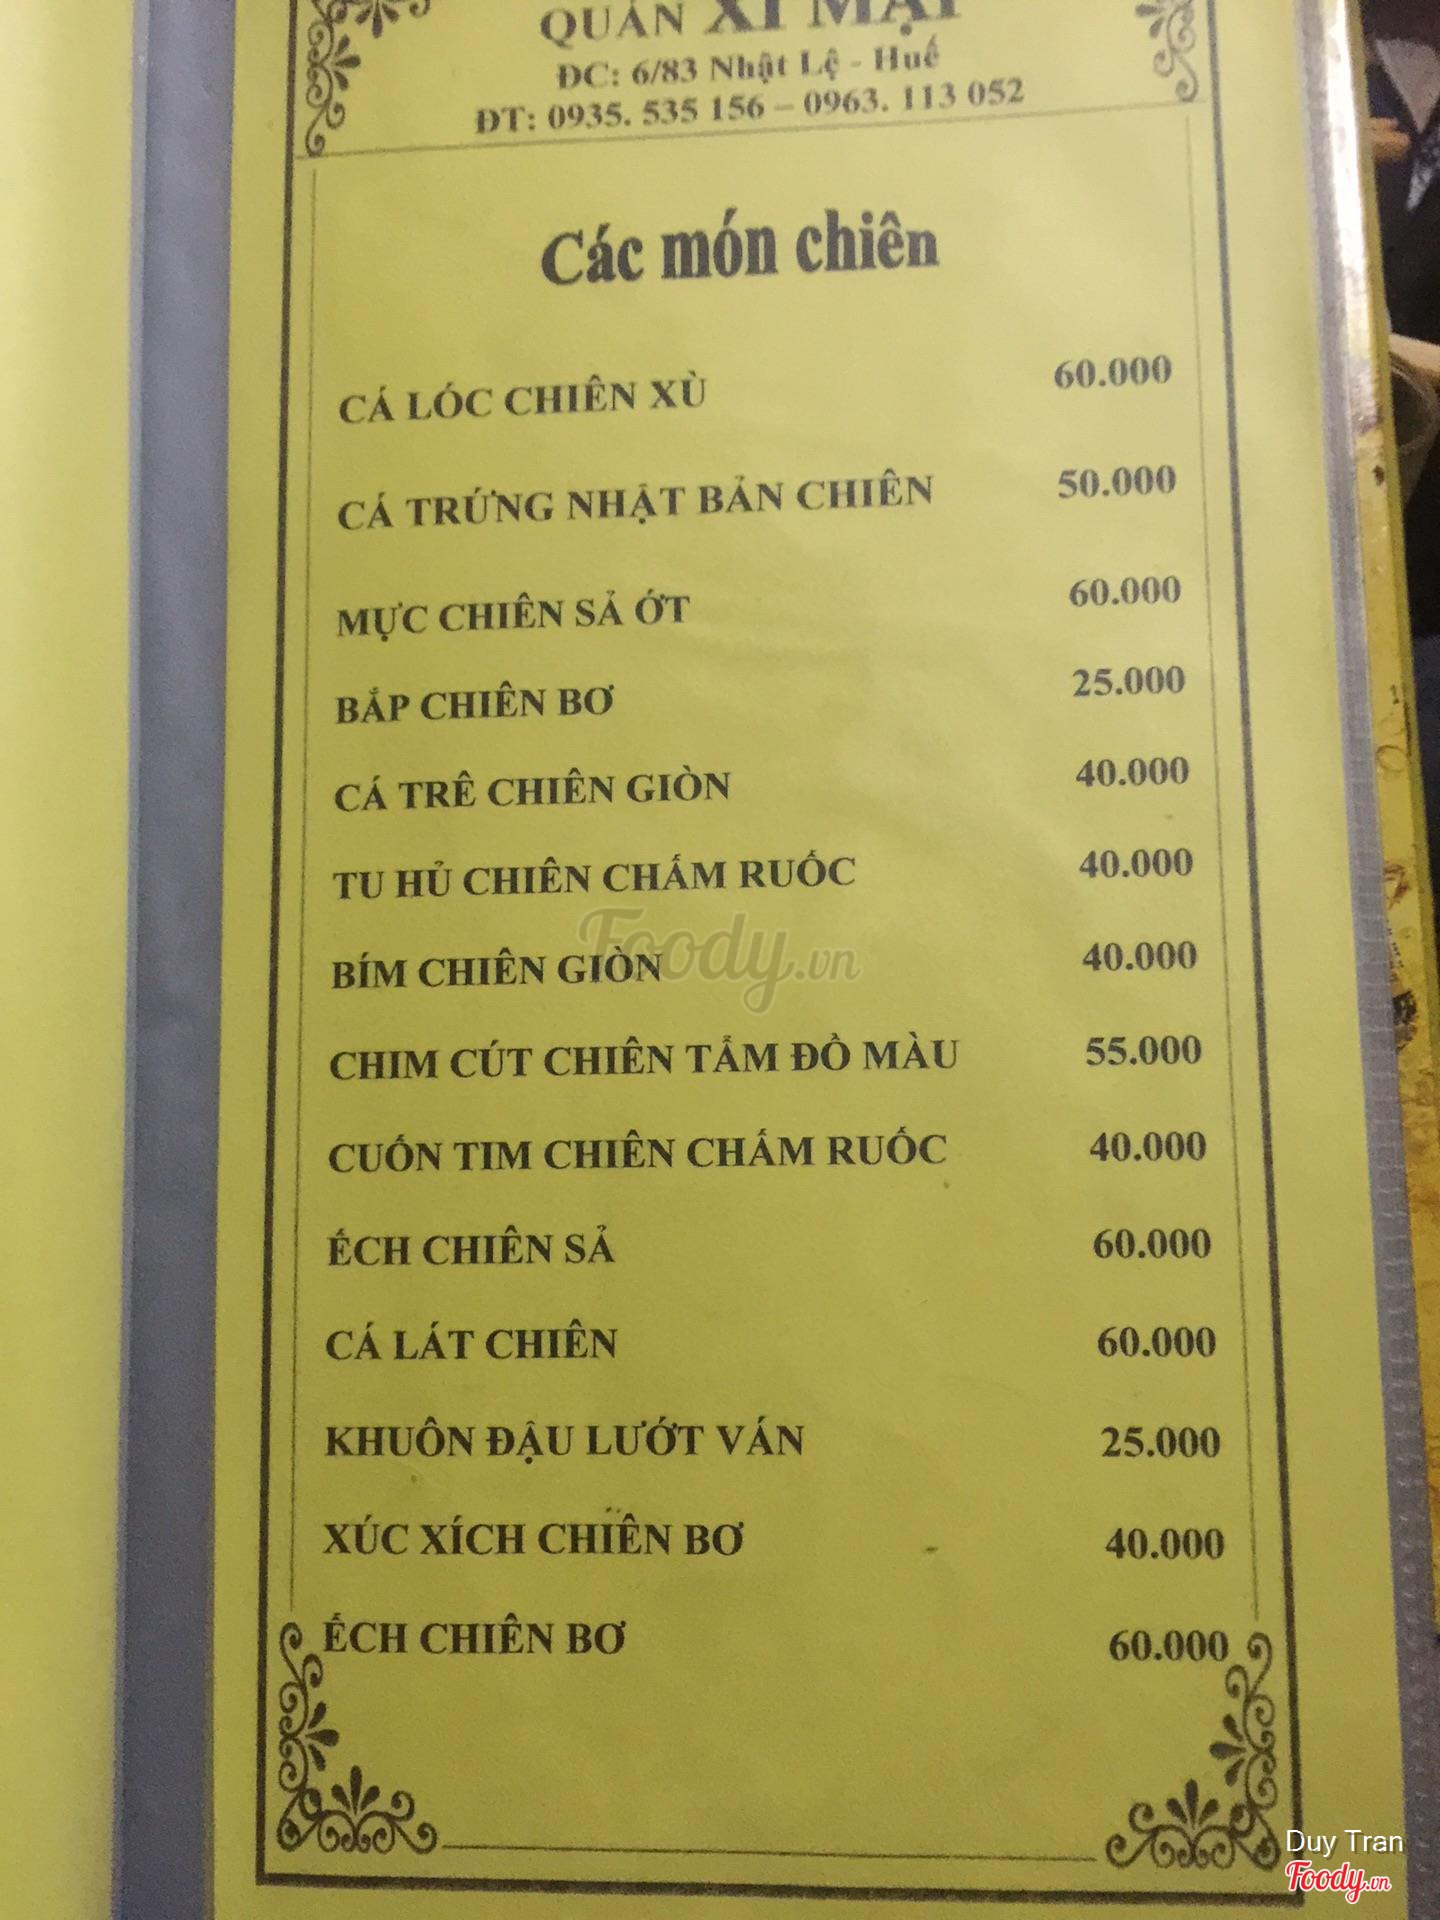 QUÁN XÍ MẠI
ĐC: 6/83 Nhật Lệ - Huế
ĐT: 0935. 535 156 – 0963. 113 052
Các món chiên
CÁ LÓC CHIÊN XÙ 60.000
CÁ TRỨNG NHẬT BẢN CHIÊN 50.000
MỰC CHIÊN SẢ ỚT 60.000
BẮP CHIÊN BƠ 25.000
CÁ TRÊ CHIÊN GIÒN 40.000
TU HỦ CHIÊN CHẤM RUỐC 40.000
BÍM CHIÊN GIÒN 40.000
Foody.vn
CHIM CÚT CHIÊN TẨM ĐỒ MÀU 55.000
CUỐN TIM CHIÊN CHẤM RUỐC 40.000
ẾCH CHIÊN SẢ 60.000
CÁ LÁT CHIÊN 60.000
KHUÔN ĐẬU LƯỚT VÁN 25.000
XÚC XÍCH CHIÊN BƠ 40.000
ẾCH CHIÊN BƠ 60.000
Duy Tran
Foody.vn